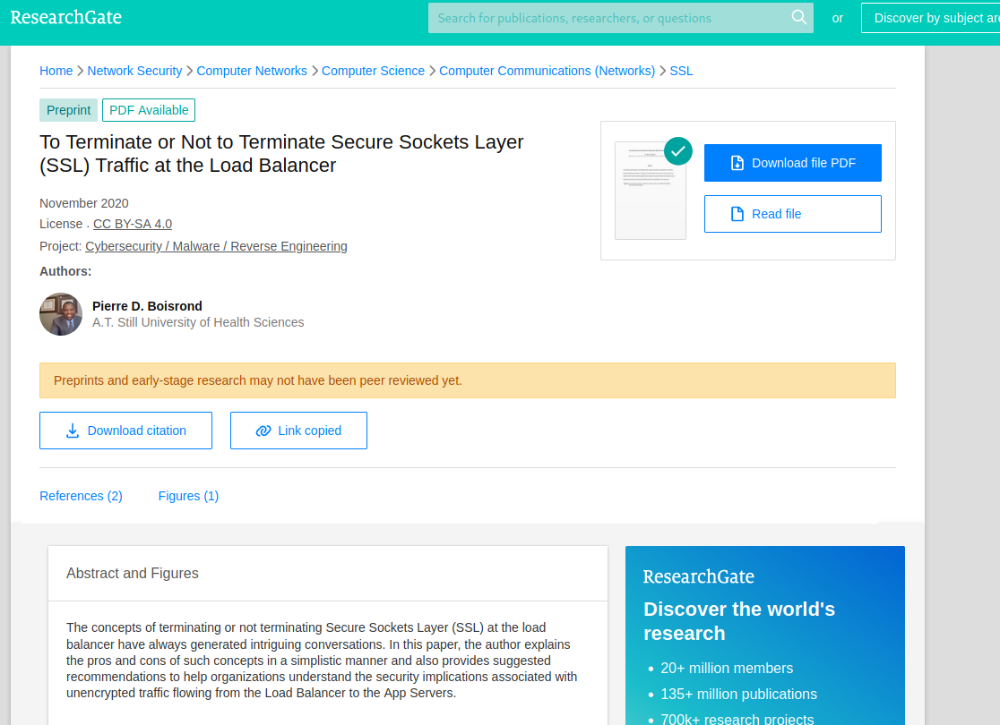 ResearchGate
Search for publications, researchers, or questions
or
Discover by subject are
Home > Network Security > Computer Networks > Computer Science > Computer Communications (Networks) > SSL
Preprint
PDF Available
To Terminate or Not to Terminate Secure Sockets Layer
(SSL) Traffic at the Load Balancer
November 2020
License · CC BY-SA 4.0
Project: Cybersecurity / Malware / Reverse Engineering
Authors:
Pierre D. Boisrond
A.T. Still University of Health Sciences
Download file PDF
Read file
Preprints and early-stage research may not have been peer reviewed yet.
Download citation
Link copied
References (2)
Figures (1)
Abstract and Figures
The concepts of terminating or not terminating Secure Sockets Layer (SSL) at the load
balancer have always generated intriguing conversations. In this paper, the author explains
the pros and cons of such concepts in a simplistic manner and also provides suggested
recommendations to help organizations understand the security implications associated with
unencrypted traffic flowing from the Load Balancer to the App Servers.
ResearchGate
Discover the world's
research
• 20+ million members
• 135+ million publications
• 700k+ research projects